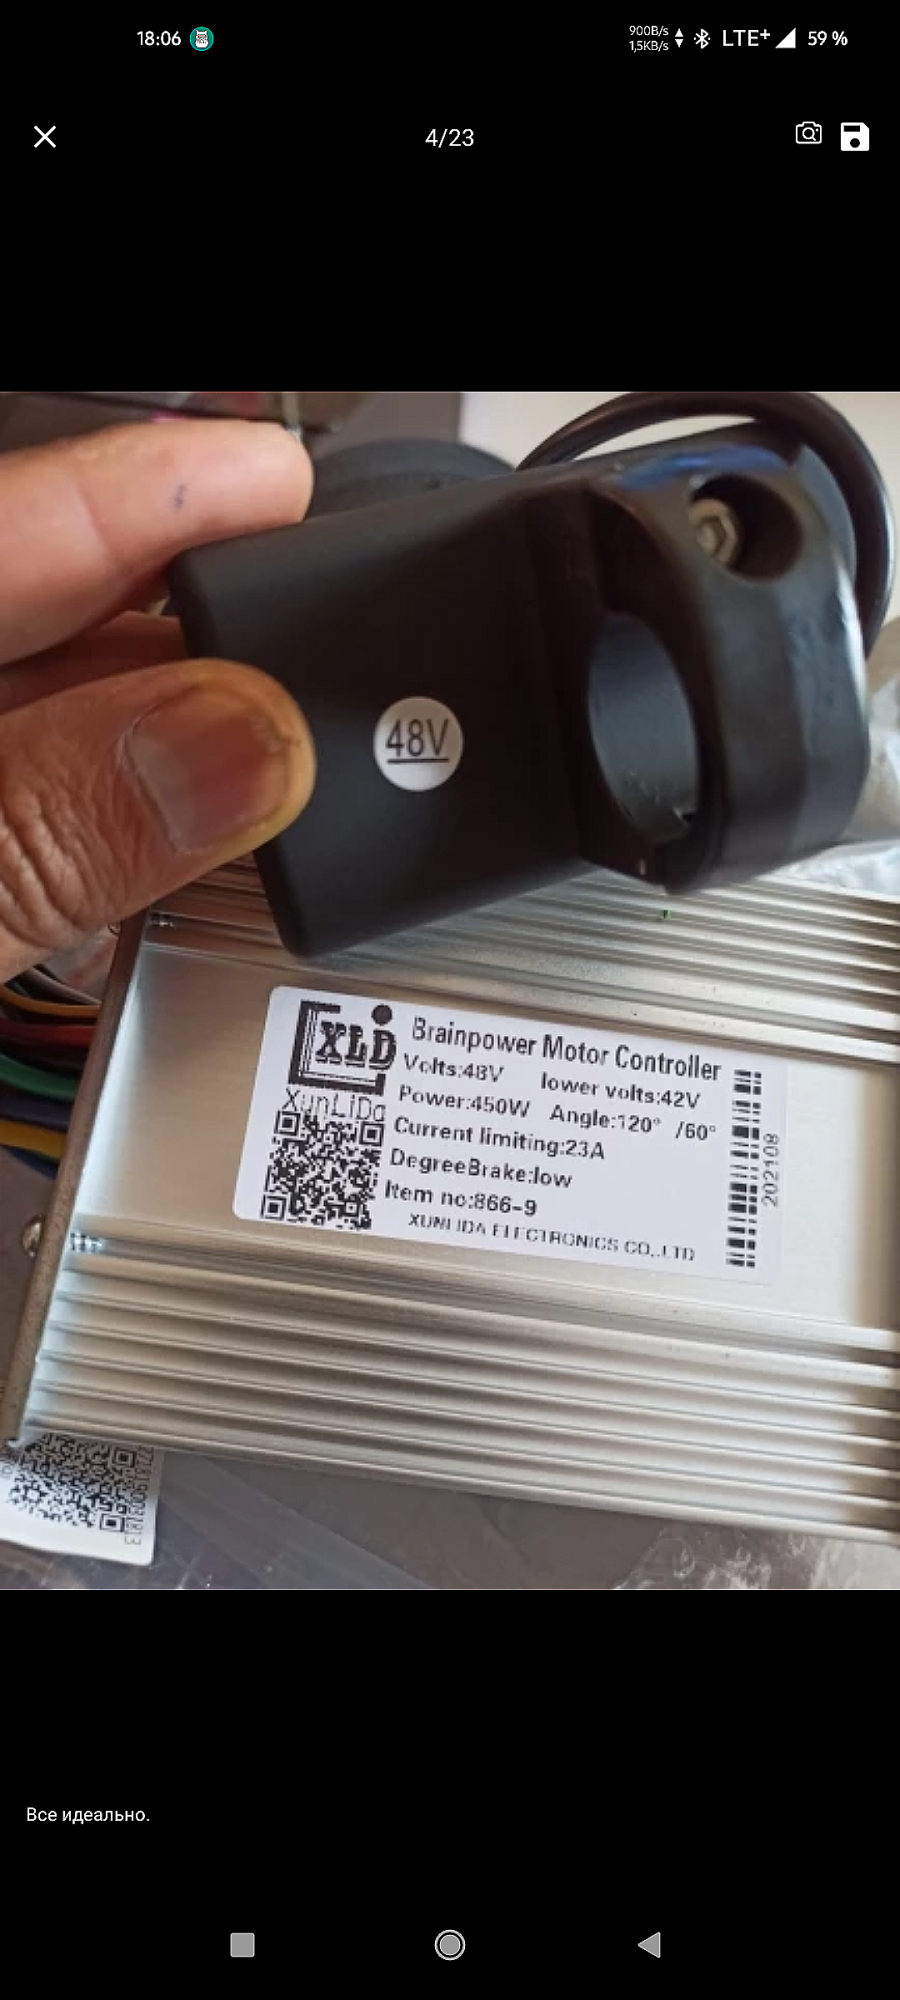 18:06
900B/s
1,5KB/s
LTE+
59 %
4/23
48V
XLD
XunLiDa
Brainpower Motor Controller
Volts:48V lower volts:42V
Power:450W Angle:120° /60°
Current limiting:23A
DegreeBrake:low
Item no:866-9
XUNLIDA ELECTRONICS CO,.LTD
202108
Все идеально.